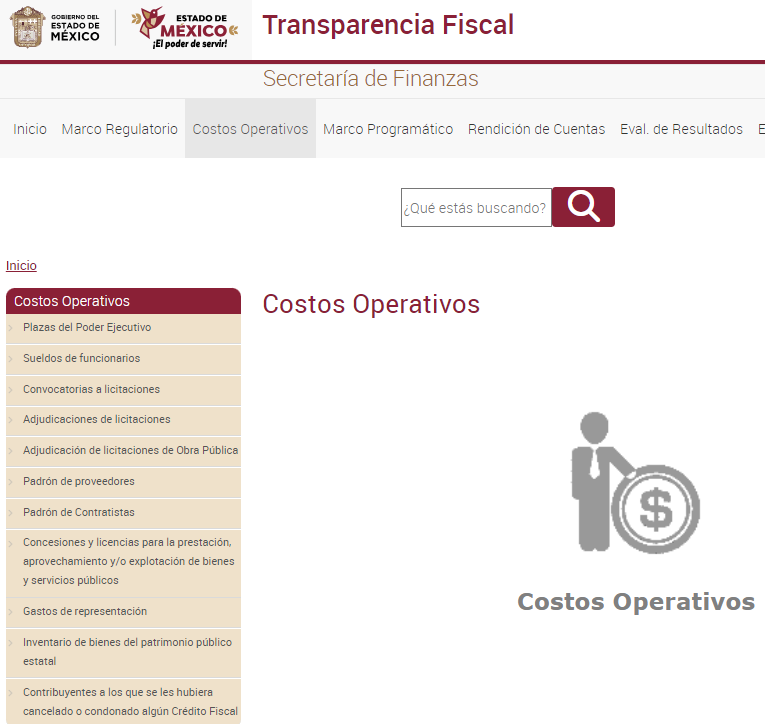 GOBIERNO DEL
ESTADO DE
MÉXICO
ESTADO DE
MÉXICO
¡El poder de servir!
Transparencia Fiscal
Secretaría de Finanzas
Inicio Marco Regulatorio Costos Operativos Marco Programático Rendición de Cuentas Eval. de Resultados E
¿Qué estás buscando?
Inicio
Costos Operativos
Plazas del Poder Ejecutivo
Sueldos de funcionarios
Convocatorias a licitaciones
Adjudicaciones de licitaciones
Adjudicación de licitaciones de Obra Pública
Padrón de proveedores
Padrón de Contratistas
Concesiones y licencias para la prestación,
aprovechamiento y/o explotación de bienes
y servicios públicos
Gastos de representación
Inventario de bienes del patrimonio público
estatal
Contribuyentes a los que se les hubiera
cancelado o condonado algún Crédito Fiscal
Costos Operativos
$
Costos Operativos